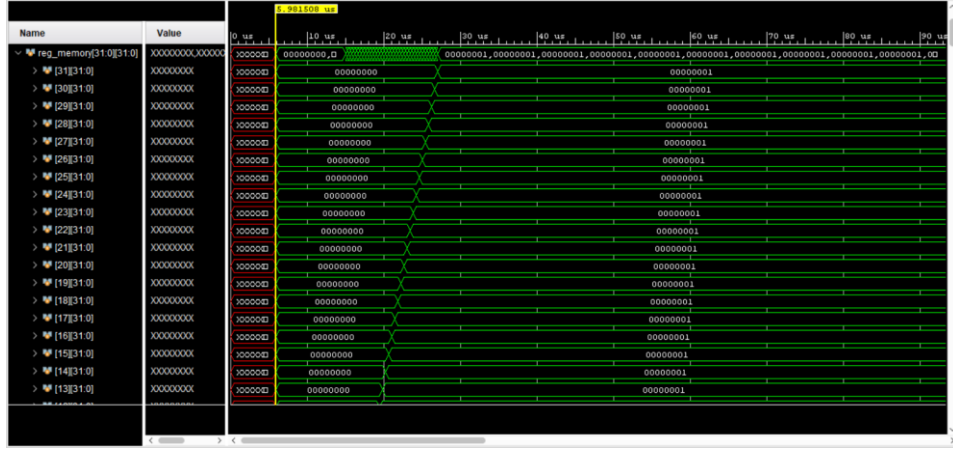 5.981508 us
Name Value 0 us 10 us 20 us 30 us 40 us 50 us 60 us 70 us 80 us 90 us
reg_memory[31:0][31:0] XXXXXXXX,XXXXX 00000000, 00000001,00000001,00000001,00000001,00000001,00000001,00000001,00000001,0
[31][31:0] XXXXXXXX 00000000 00000001
[30][31:0] XXXXXXXX 00000000 00000001
[29][31:0] XXXXXXXX 00000000 00000001
[28][31:0] XXXXXXXX 00000000 00000001
[27][31:0] XXXXXXXX 00000000 00000001
[26][31:0] XXXXXXXX 00000000 00000001
[25][31:0] XXXXXXXX 00000000 00000001
[24][31:0] XXXXXXXX 00000000 00000001
[23][31:0] XXXXXXXX 00000000 00000001
[22][31:0] XXXXXXXX 00000000 00000001
[21][31:0] XXXXXXXX 00000000 00000001
[20][31:0] XXXXXXXX 00000000 00000001
[19][31:0] XXXXXXXX 00000000 00000001
[18][31:0] XXXXXXXX 00000000 00000001
[17][31:0] XXXXXXXX 00000000 00000001
[16][31:0] XXXXXXXX 00000000 00000001
[15][31:0] XXXXXXXX 00000000 00000001
[14][31:0] XXXXXXXX 00000000 00000001
[13][31:0] XXXXXXXX 00000000 00000001